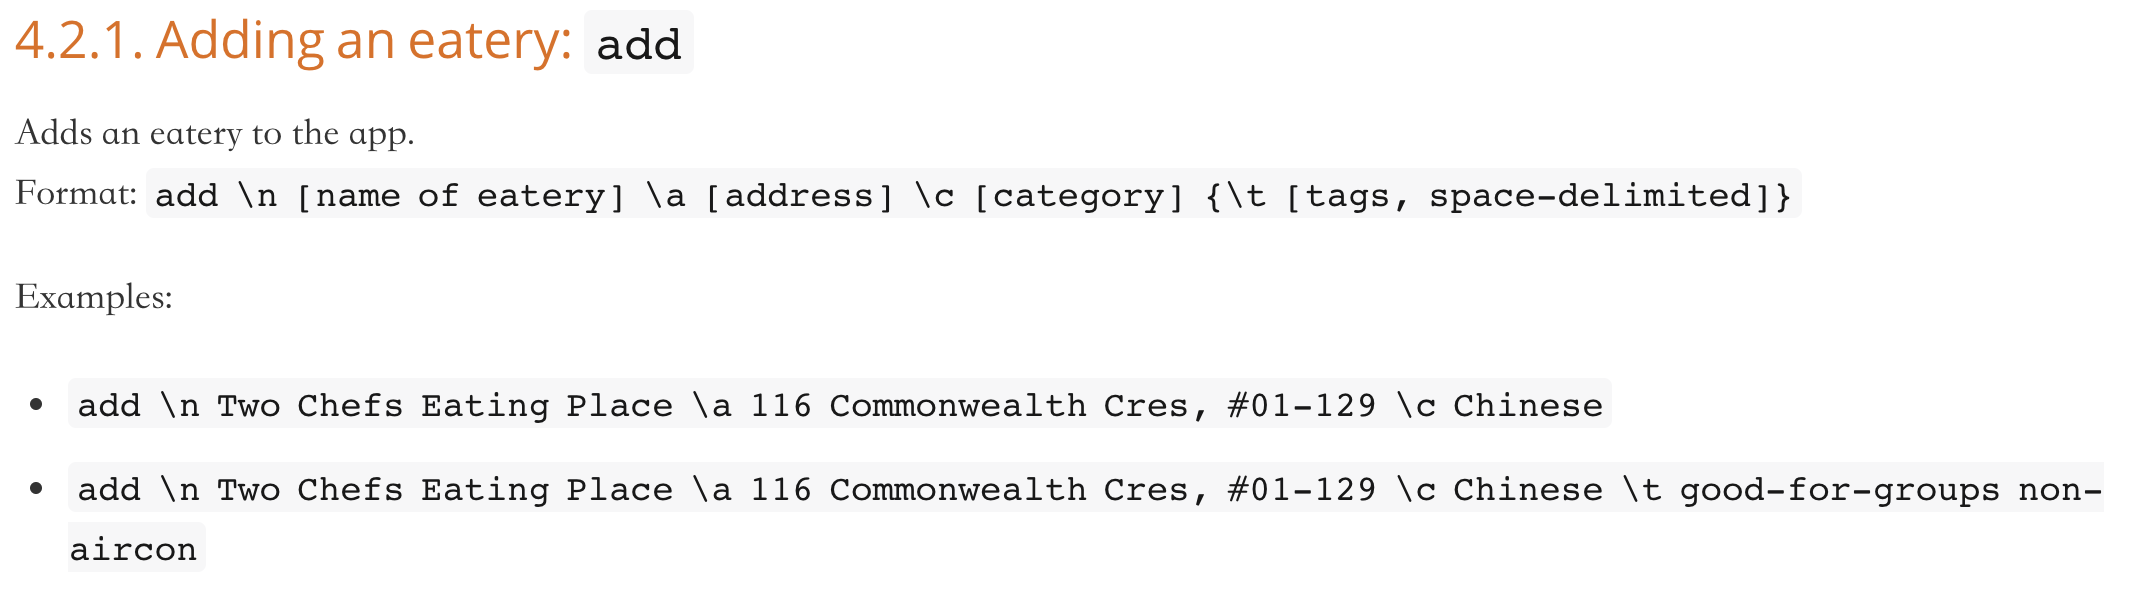 4.2.1. Adding an eatery: add
Adds an eatery to the app.
Format: add \n [name of eatery] \a [address] \c [category] {\t [tags, space-delimited]}
Examples:
• add \n Two Chefs Eating Place \a 116 Commonwealth Cres, #01-129 \c Chinese
• add \n Two Chefs Eating Place \a 116 Commonwealth Cres, #01-129 \c Chinese \t good-for-groups non-
aircon